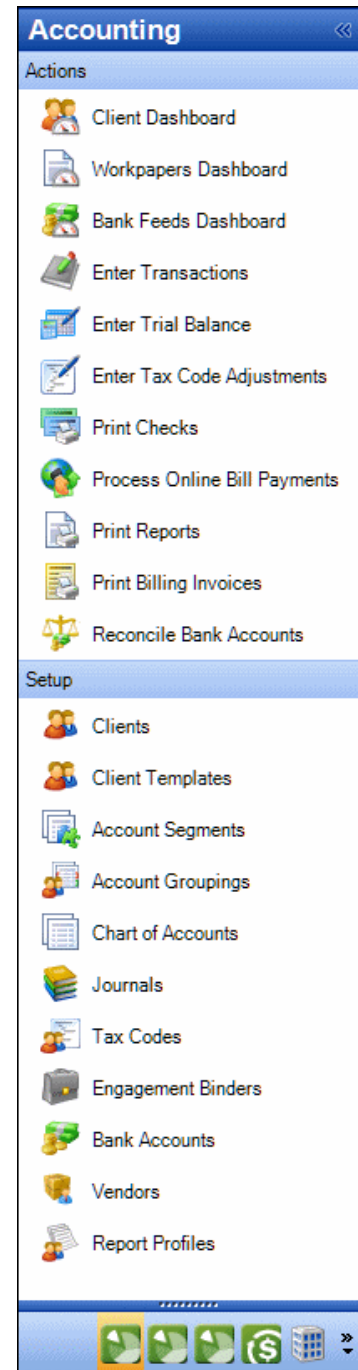 Accounting
Actions
Client Dashboard
Workpapers Dashboard
Bank Feeds Dashboard
Enter Transactions
Enter Trial Balance
Enter Tax Code Adjustments
Print Checks
Process Online Bill Payments
Print Reports
Print Billing Invoices
Reconcile Bank Accounts
Setup
Clients
Client Templates
Account Segments
Account Groupings
Chart of Accounts
Journals
Tax Codes
Engagement Binders
Bank Accounts
Vendors
Report Profiles